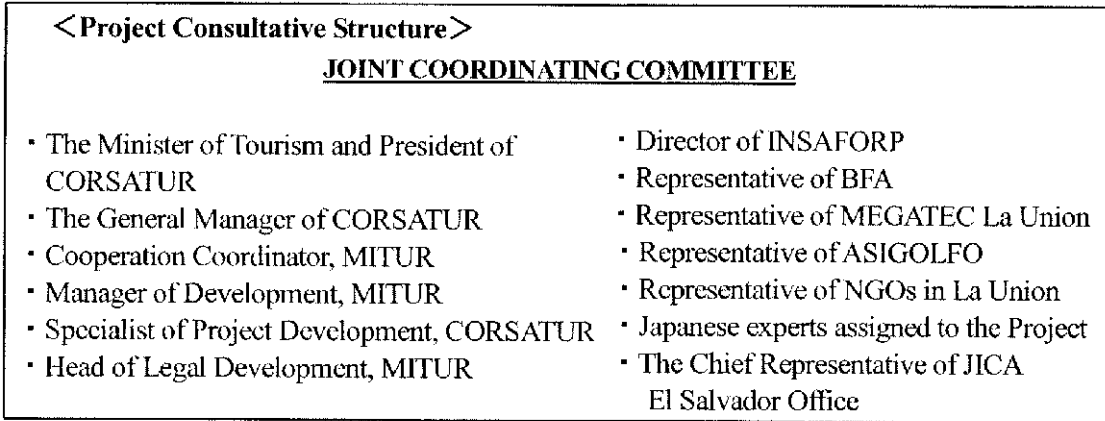 ＜Project Consultative Structure＞
JOINT COORDINATING COMMITTEE
・The Minister of Tourism and President of
CORSATUR
・The General Manager of CORSATUR
・Cooperation Coordinator, MITUR
・Manager of Development, MITUR
・Specialist of Project Development, CORSATUR
・Head of Legal Development, MITUR
・Director of INSAFORP
・Representative of BFA
・Representative of MEGATEC La Union
・Representative of ASIGOLFO
・Representative of NGOs in La Union
・Japanese experts assigned to the Project
・The Chief Representative of JICA
El Salvador Office